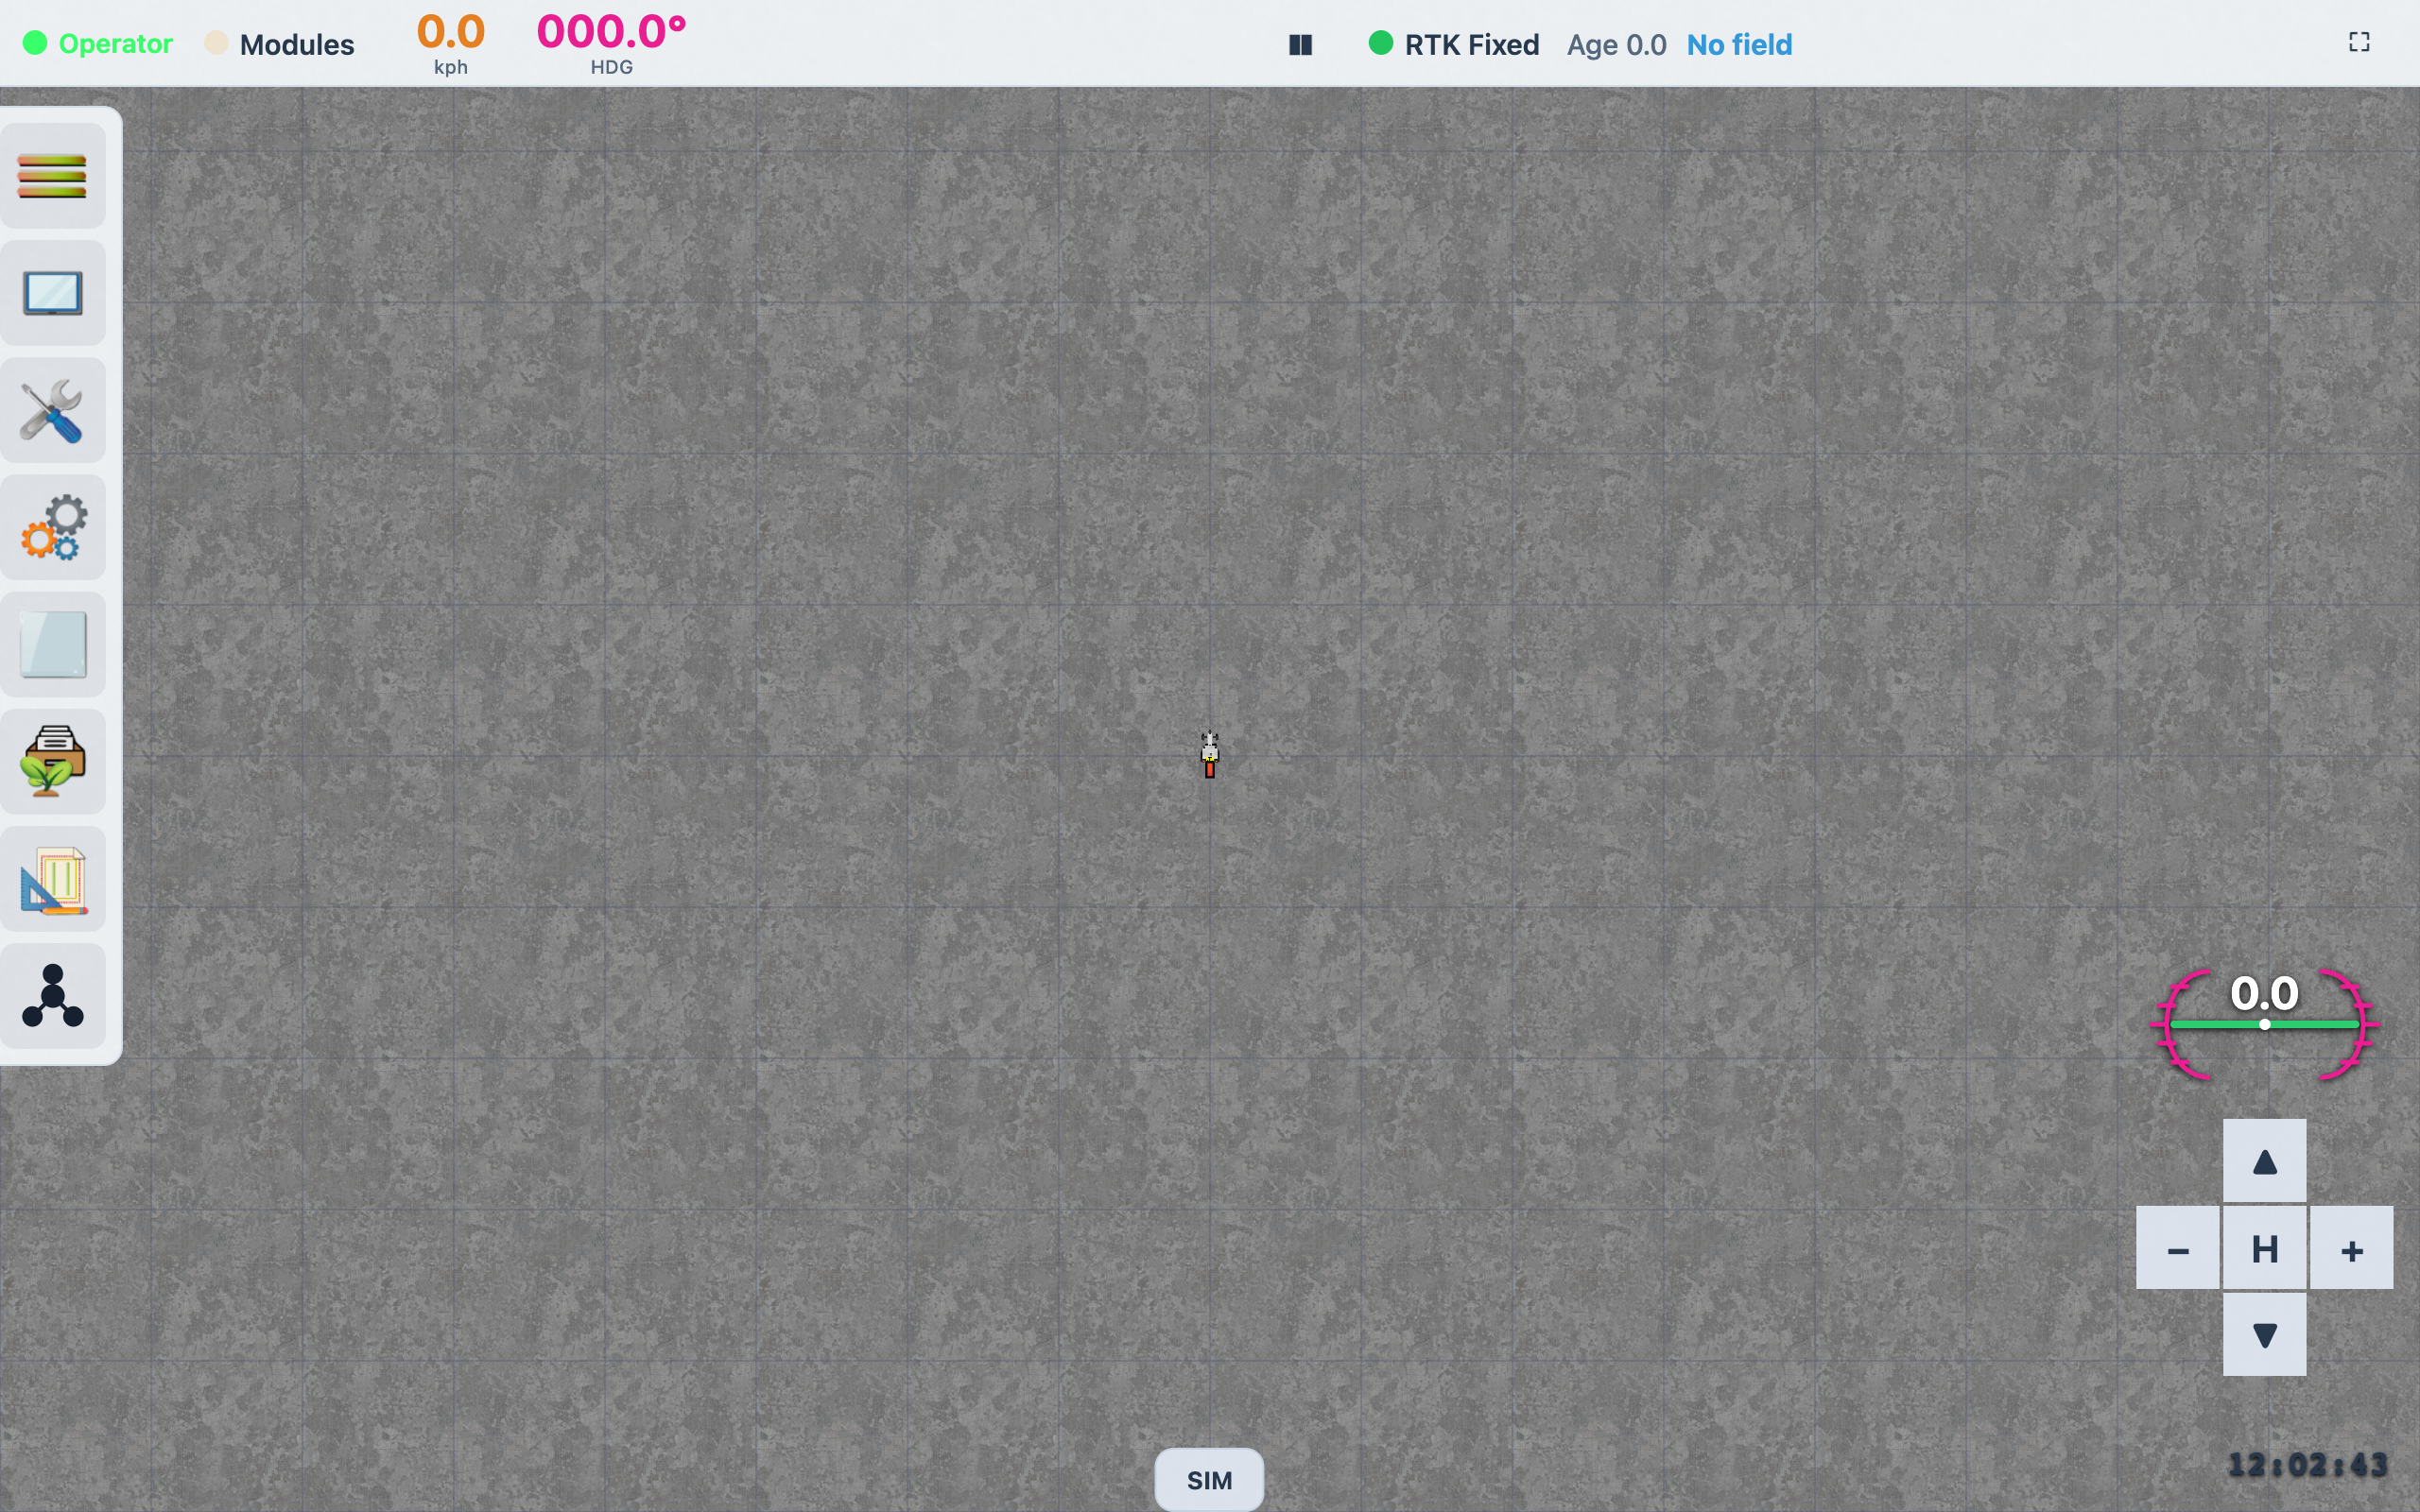 Operator Modules 0.0 000.0° RTK Fixed Age 0.0 No field
kph HDG
0.0
− H +
SIM
12:02:43